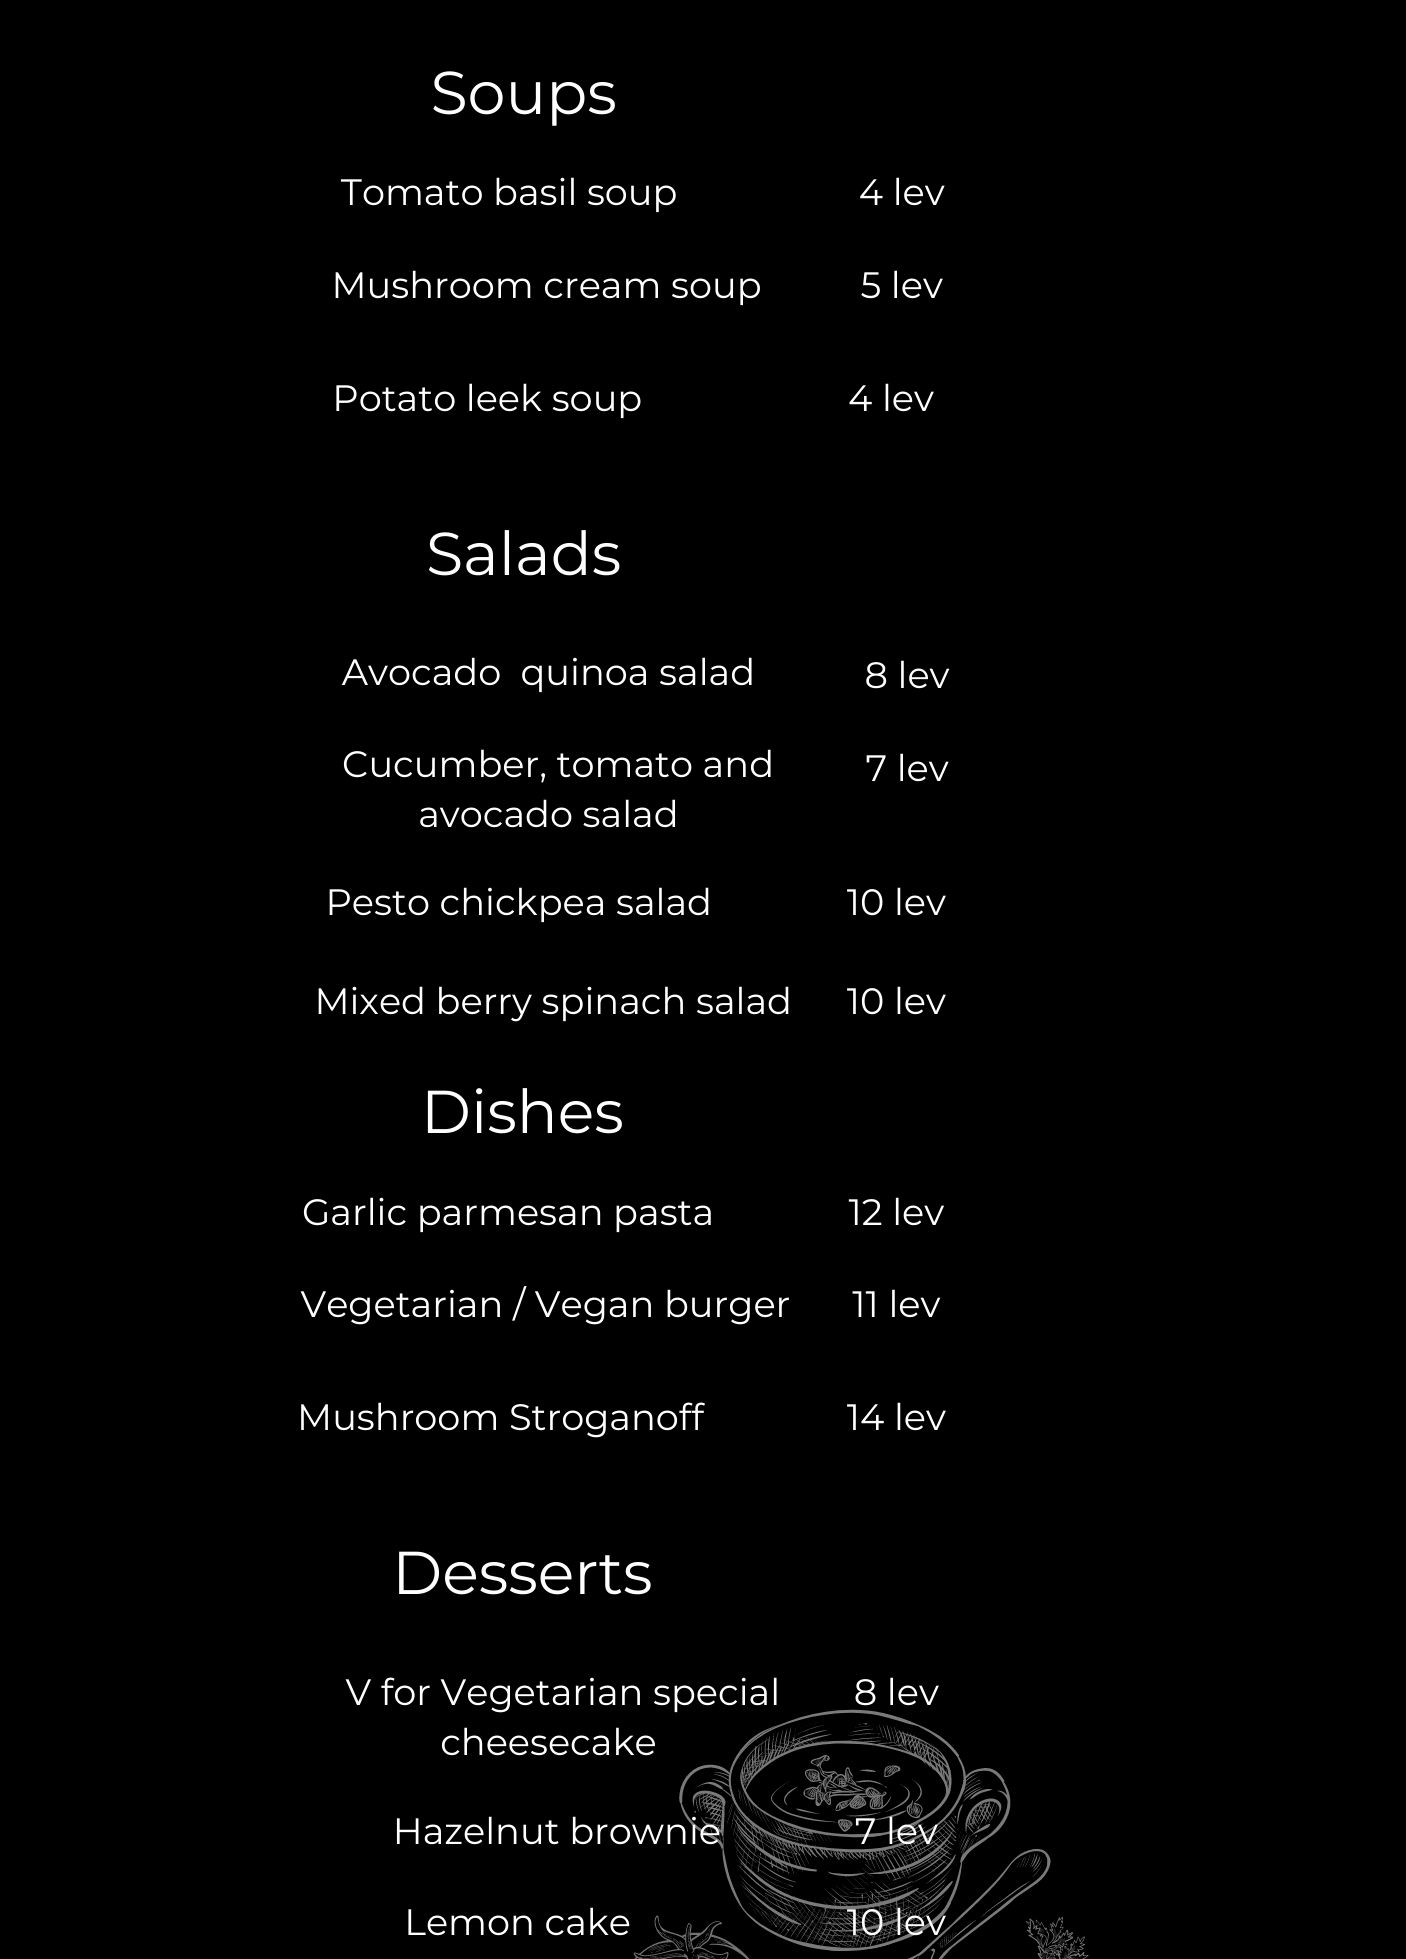 Soups
Tomato basil soup 4 lev
Mushroom cream soup 5 lev
Potato leek soup 4 lev
Salads
Avocado quinoa salad 8 lev
Cucumber, tomato and 7 lev
avocado salad
Pesto chickpea salad 10 lev
Mixed berry spinach salad 10 lev
Dishes
Garlic parmesan pasta 12 lev
Vegetarian / Vegan burger 11 lev
Mushroom Stroganoff 14 lev
Desserts
V for Vegetarian special 8 lev
cheesecake
Hazelnut brownie 7 lev
Lemon cake 10 lev